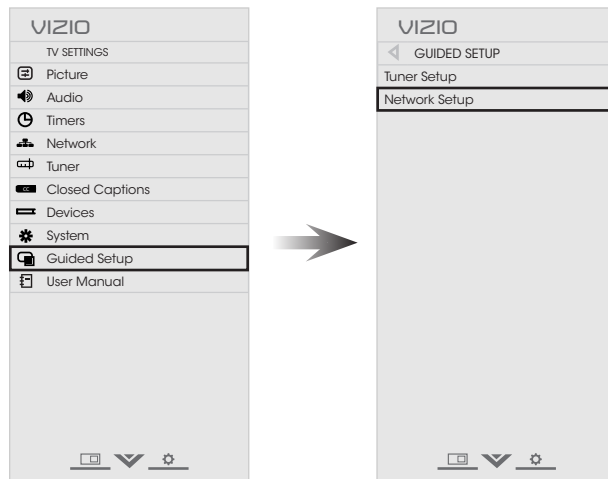 VIZIO
TV SETTINGS
Picture
Audio
Timers
Network
Tuner
CC
Closed Captions
Devices
System
Guided Setup
User Manual
VIZIO
GUIDED SETUP
Tuner Setup
Network Setup